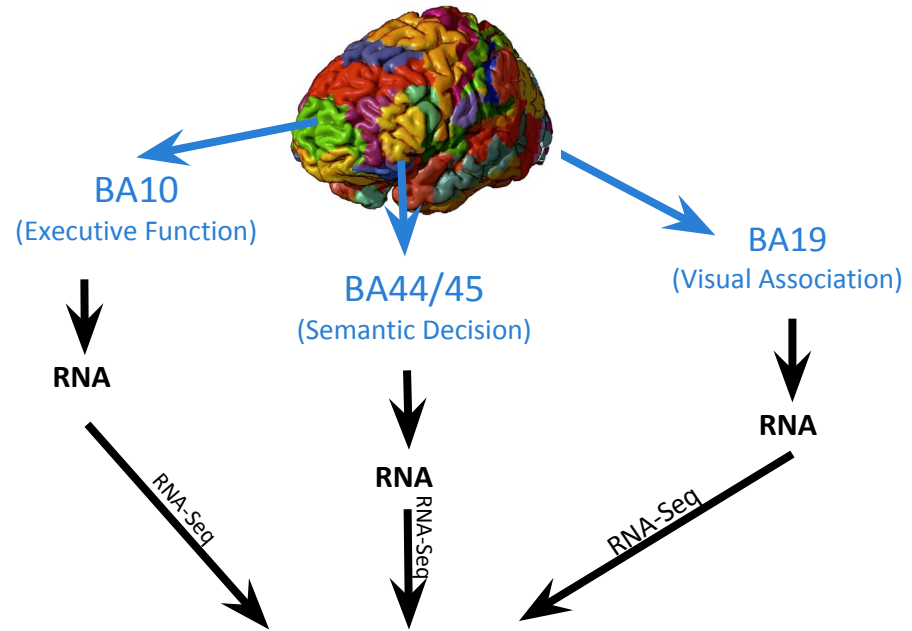 BA10
(Executive Function)
BA44/45
(Semantic Decision)
BA19
(Visual Association)
RNA
RNA
RNA
RNA-Seq
RNA-Seq
RNA-Seq